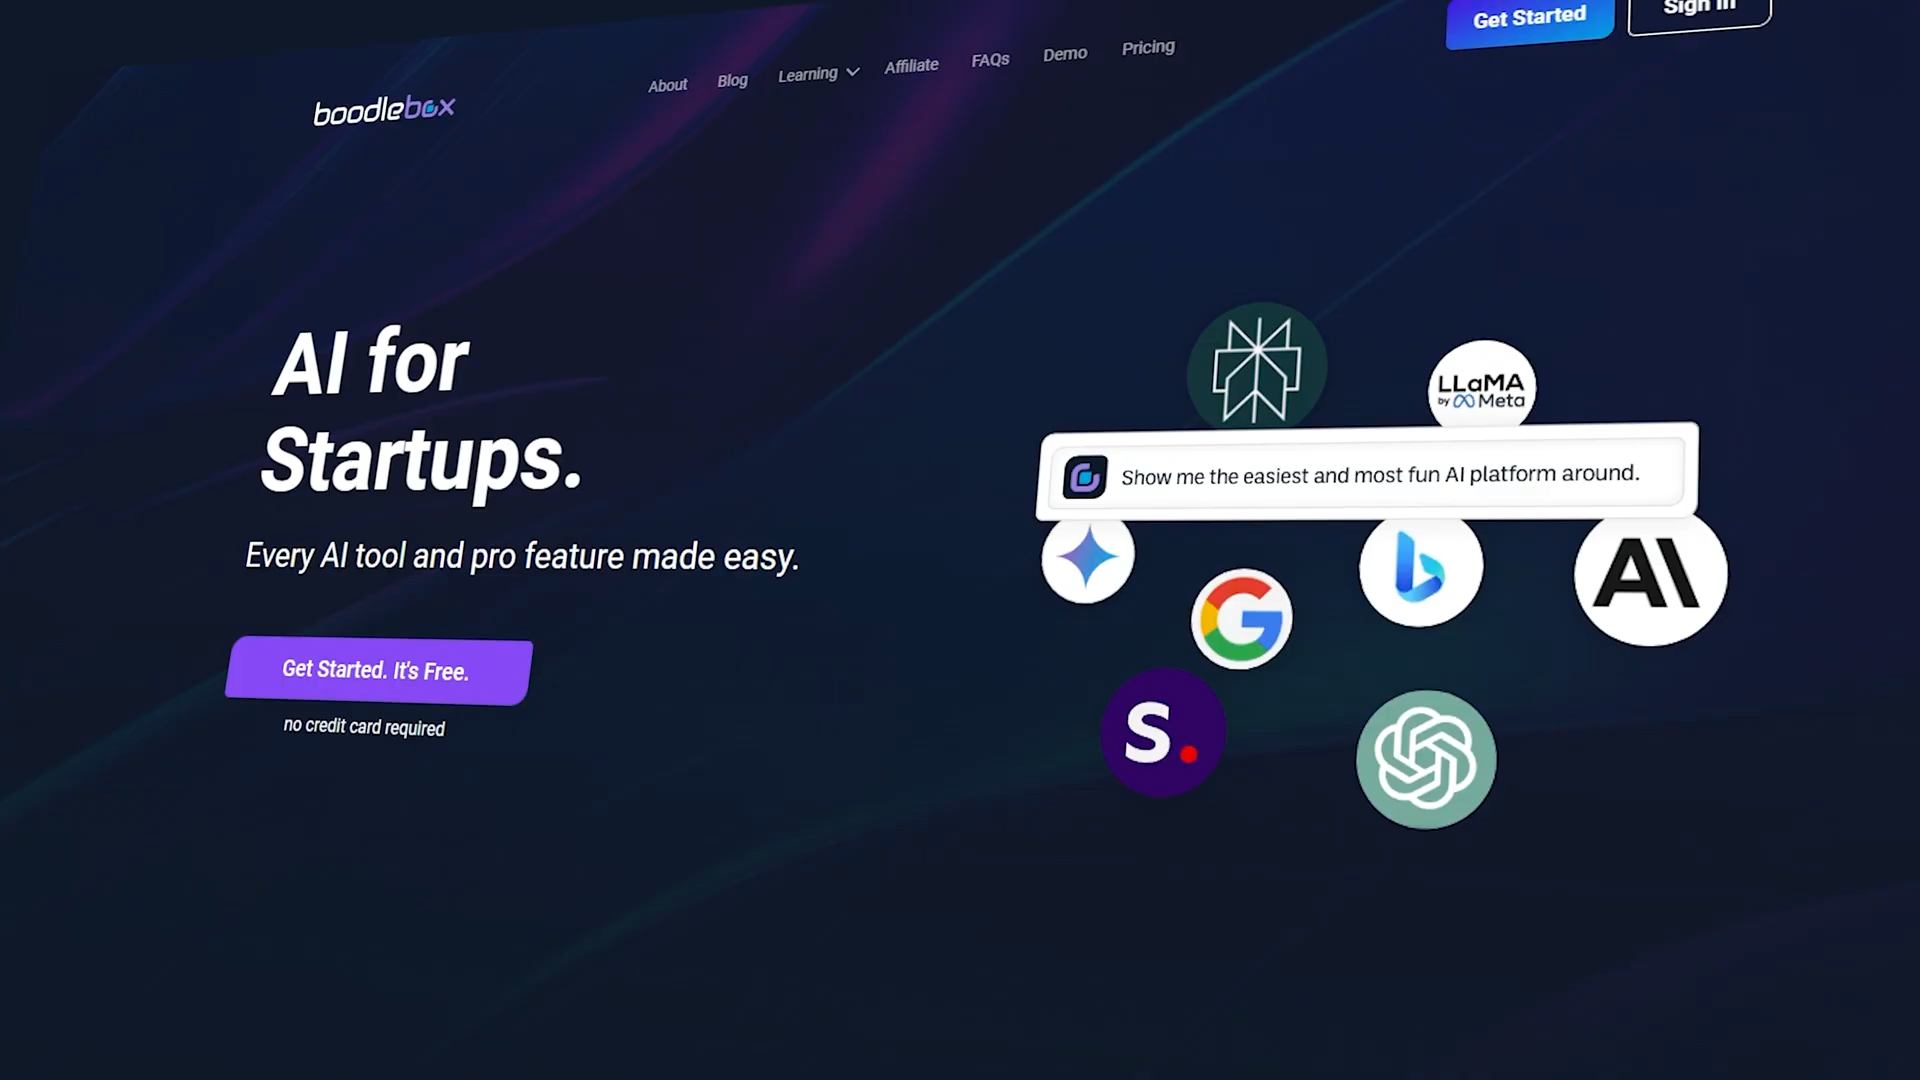 Get Started
Sign In
About
Blog
Learning
Affiliate
FAQs
Demo
Pricing
boodlebox
AI for
Startups.
Every AI tool and pro feature made easy.
Get Started. It's Free.
no credit card required
LLaMA
by Meta
Show me the easiest and most fun AI platform around.
AI
S.